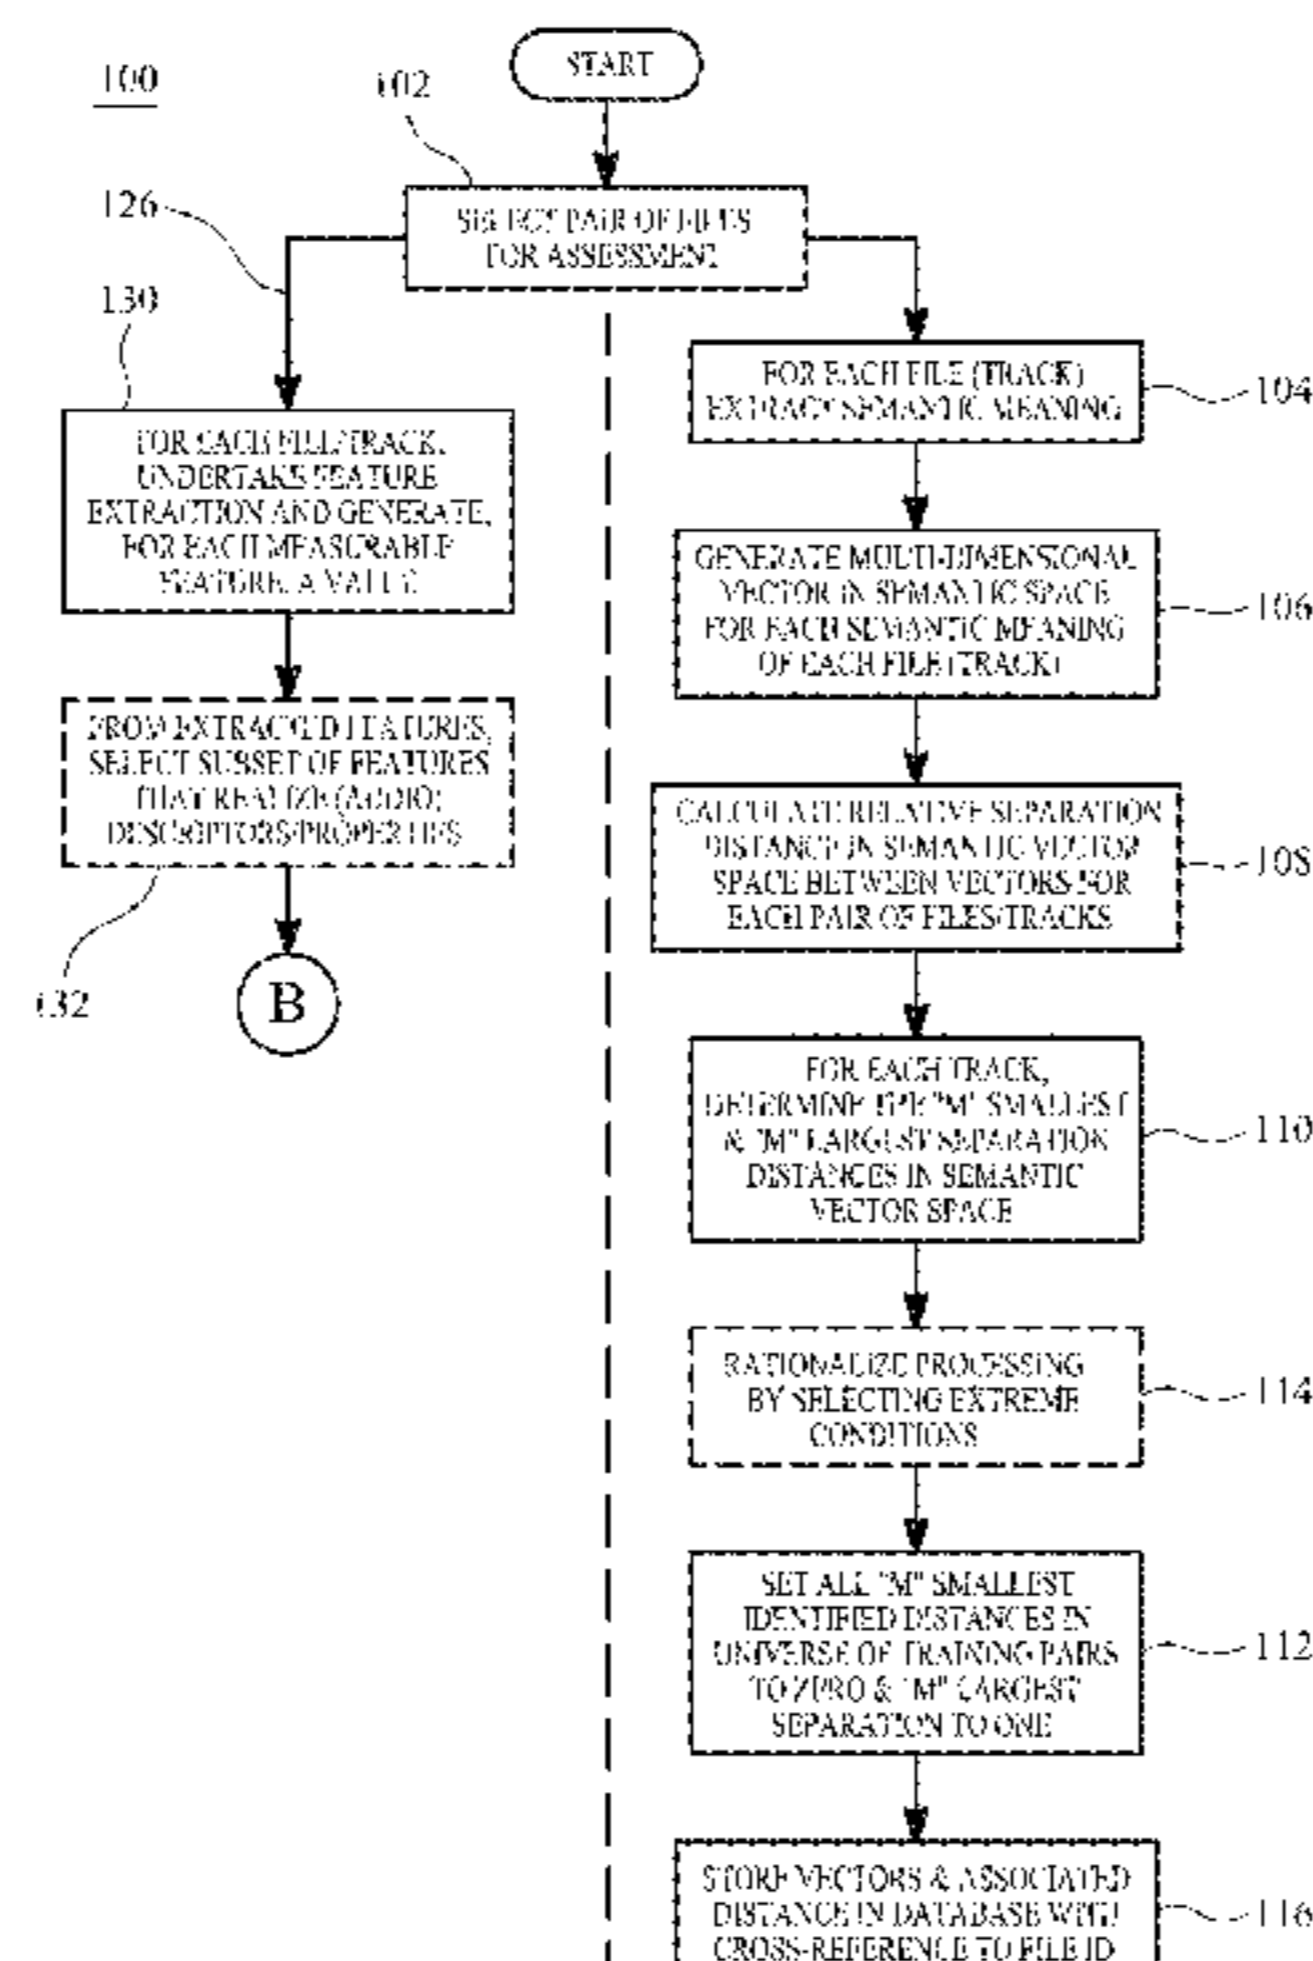 100
102
START
126
SELECT PAIR OF FILES
FOR ASSESSMENT
130
FOR EACH FILE/TRACK,
UNDERTAKE FEATURE
EXTRACTION AND GENERATE,
FOR EACH MEASURABLE
FEATURE, A VALUE
FROM EXTRACTED FEATURES,
SELECT SUBSET OF FEATURES
THAT REALIZE (AUDIO)
DESCRIPTORS/PROPERTIES
132
B
FOR EACH FILE (TRACK)
EXTRACT SEMANTIC MEANING
104
GENERATE MULTI-DIMENSIONAL
VECTOR IN SEMANTIC SPACE
FOR EACH SEMANTIC MEANING
OF EACH FILE (TRACK)
106
CALCULATE RELATIVE SEPARATION
DISTANCE IN SEMANTIC VECTOR
SPACE BETWEEN VECTORS FOR
EACH PAIR OF FILES/TRACKS
108
FOR EACH TRACK,
DETERMINE THE "M" SMALLEST
& "M" LARGEST SEPARATION
DISTANCES IN SEMANTIC
VECTOR SPACE
110
RATIONALIZE PROCESSING
BY SELECTING EXTREME
CONDITIONS
114
SET ALL "M" SMALLEST
IDENTIFIED DISTANCES IN
UNIVERSE OF TRAINING PAIRS
TO ZERO & "M" LARGEST
SEPARATION TO ONE
112
STORE VECTORS & ASSOCIATED
DISTANCE IN DATABASE WITH
CROSS-REFERENCE TO FILE ID
116